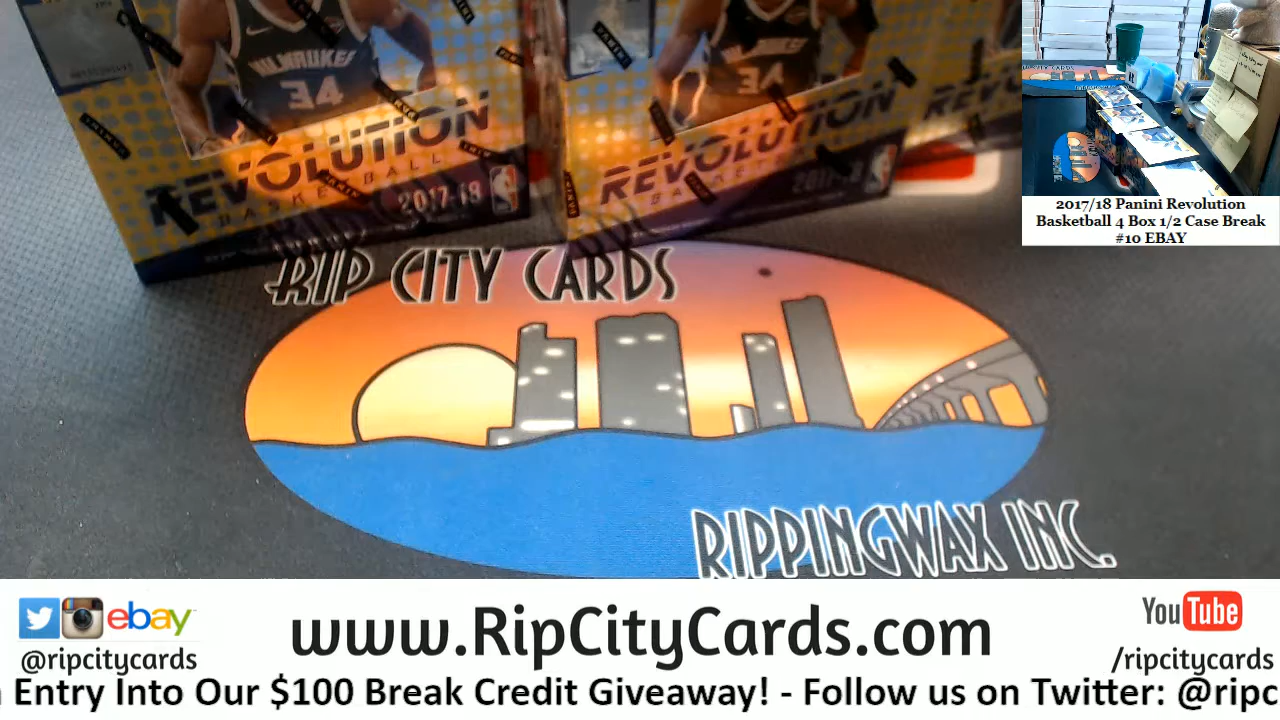 MILWAUKEE
34
REVOLUTION
BASKETBALL
2017-18
PANINI
34
REVOLUTION
RIP CITY CARDS
RIPPINGWAX INC.
2017/18 Panini Revolution
Basketball 4 Box 1/2 Case Break
#10 EBAY
ebay
@ripcitycards
www.RipCityCards.com
YouTube
/ripcitycards
Entry Into Our $100 Break Credit Giveaway! - Follow us on Twitter: @ripc